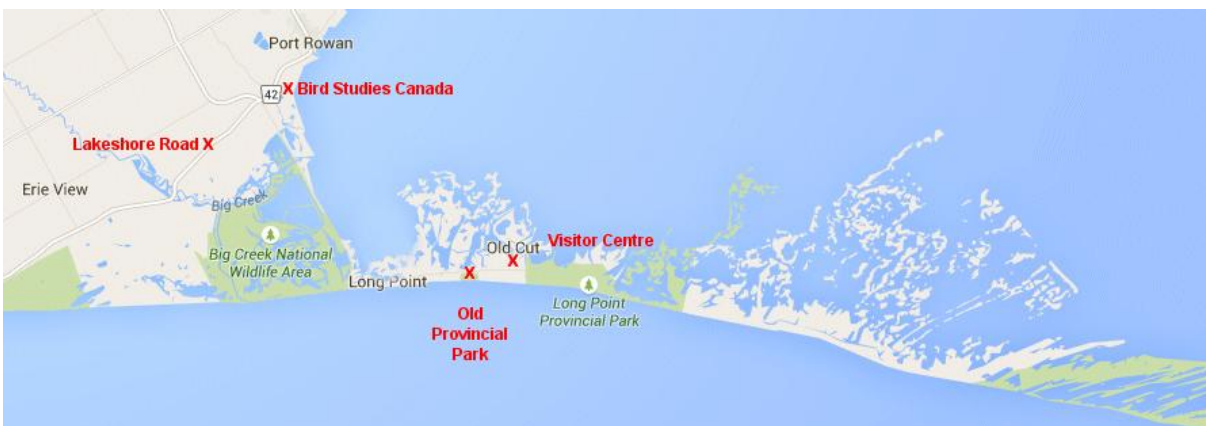 Port Rowan
42
X Bird Studies Canada
Lakeshore Road X
Erie View
Big Creek
Big Creek National
Wildlife Area
Long Point
Old Cut
Visitor Centre
X
X
Old
Provincial
Park
Long Point
Provincial Park